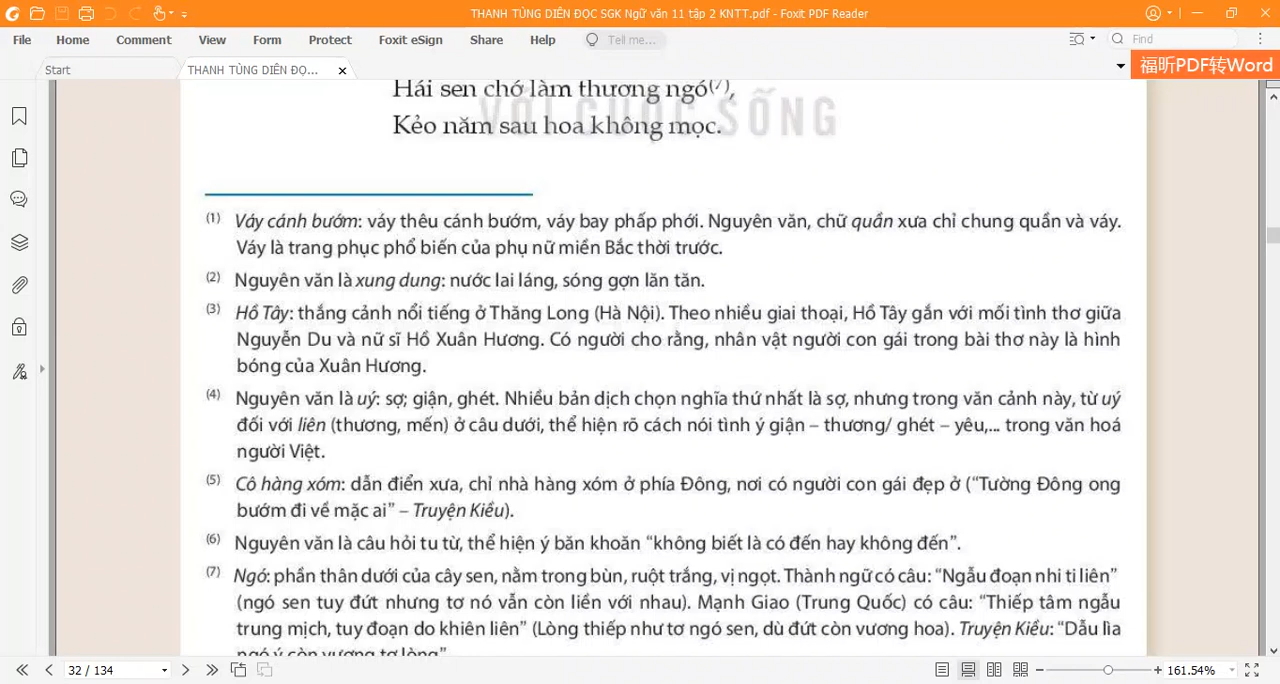 THANH TÙNG DIÊN ĐỌC SGK Ngữ văn 11 tập 2 KNTT.pdf - Foxit PDF Reader
File Home Comment View Form Protect Foxit eSign Share Help Tell me... Find
Start THANH TÙNG DIÊN ĐỌ... 福昕PDF转Word
Hái sen chớ làm thương ngó(7),
VỚI CUỘC SỐNG
Kẻo năm sau hoa không mọc.
(1) Váy cánh bướm: váy thêu cánh bướm, váy bay phấp phới. Nguyên văn, chữ quần xưa chỉ chung quần và váy.
Váy là trang phục phổ biến của phụ nữ miền Bắc thời trước.
(2) Nguyên văn là xung dung: nước lai láng, sóng gợn lăn tăn.
(3) Hồ Tây: thắng cảnh nổi tiếng ở Thăng Long (Hà Nội). Theo nhiều giai thoại, Hồ Tây gắn với mối tình thơ giữa
Nguyễn Du và nữ sĩ Hồ Xuân Hương. Có người cho rằng, nhân vật người con gái trong bài thơ này là hình
bóng của Xuân Hương.
(4) Nguyên văn là uý: sợ; giận, ghét. Nhiều bản dịch chọn nghĩa thứ nhất là sợ, nhưng trong văn cảnh này, từ uý
đối với liên (thương, mến) ở câu dưới, thể hiện rõ cách nói tình ý giận – thương/ ghét – yêu,... trong văn hoá
người Việt.
(5) Cô hàng xóm: dẫn điển xưa, chỉ nhà hàng xóm ở phía Đông, nơi có người con gái đẹp ở (“Tường Đông ong
bướm đi về mặc ai” – Truyện Kiều).
(6) Nguyên văn là câu hỏi tu từ, thể hiện ý băn khoăn “không biết là có đến hay không đến”.
(7) Ngó: phần thân dưới của cây sen, nằm trong bùn, ruột trắng, vị ngọt. Thành ngữ có câu: “Ngẫu đoạn nhi ti liên”
(ngó sen tuy đứt nhưng tơ nó vẫn còn liền với nhau). Mạnh Giao (Trung Quốc) có câu: “Thiếp tâm ngẫu
trung mịch, tuy đoạn do khiên liên” (Lòng thiếp như tơ ngó sen, dù đứt còn vương hoa). Truyện Kiều: “Dẫu lìa
ngó ý còn vương tơ lòng”.
32 / 134 161.54%